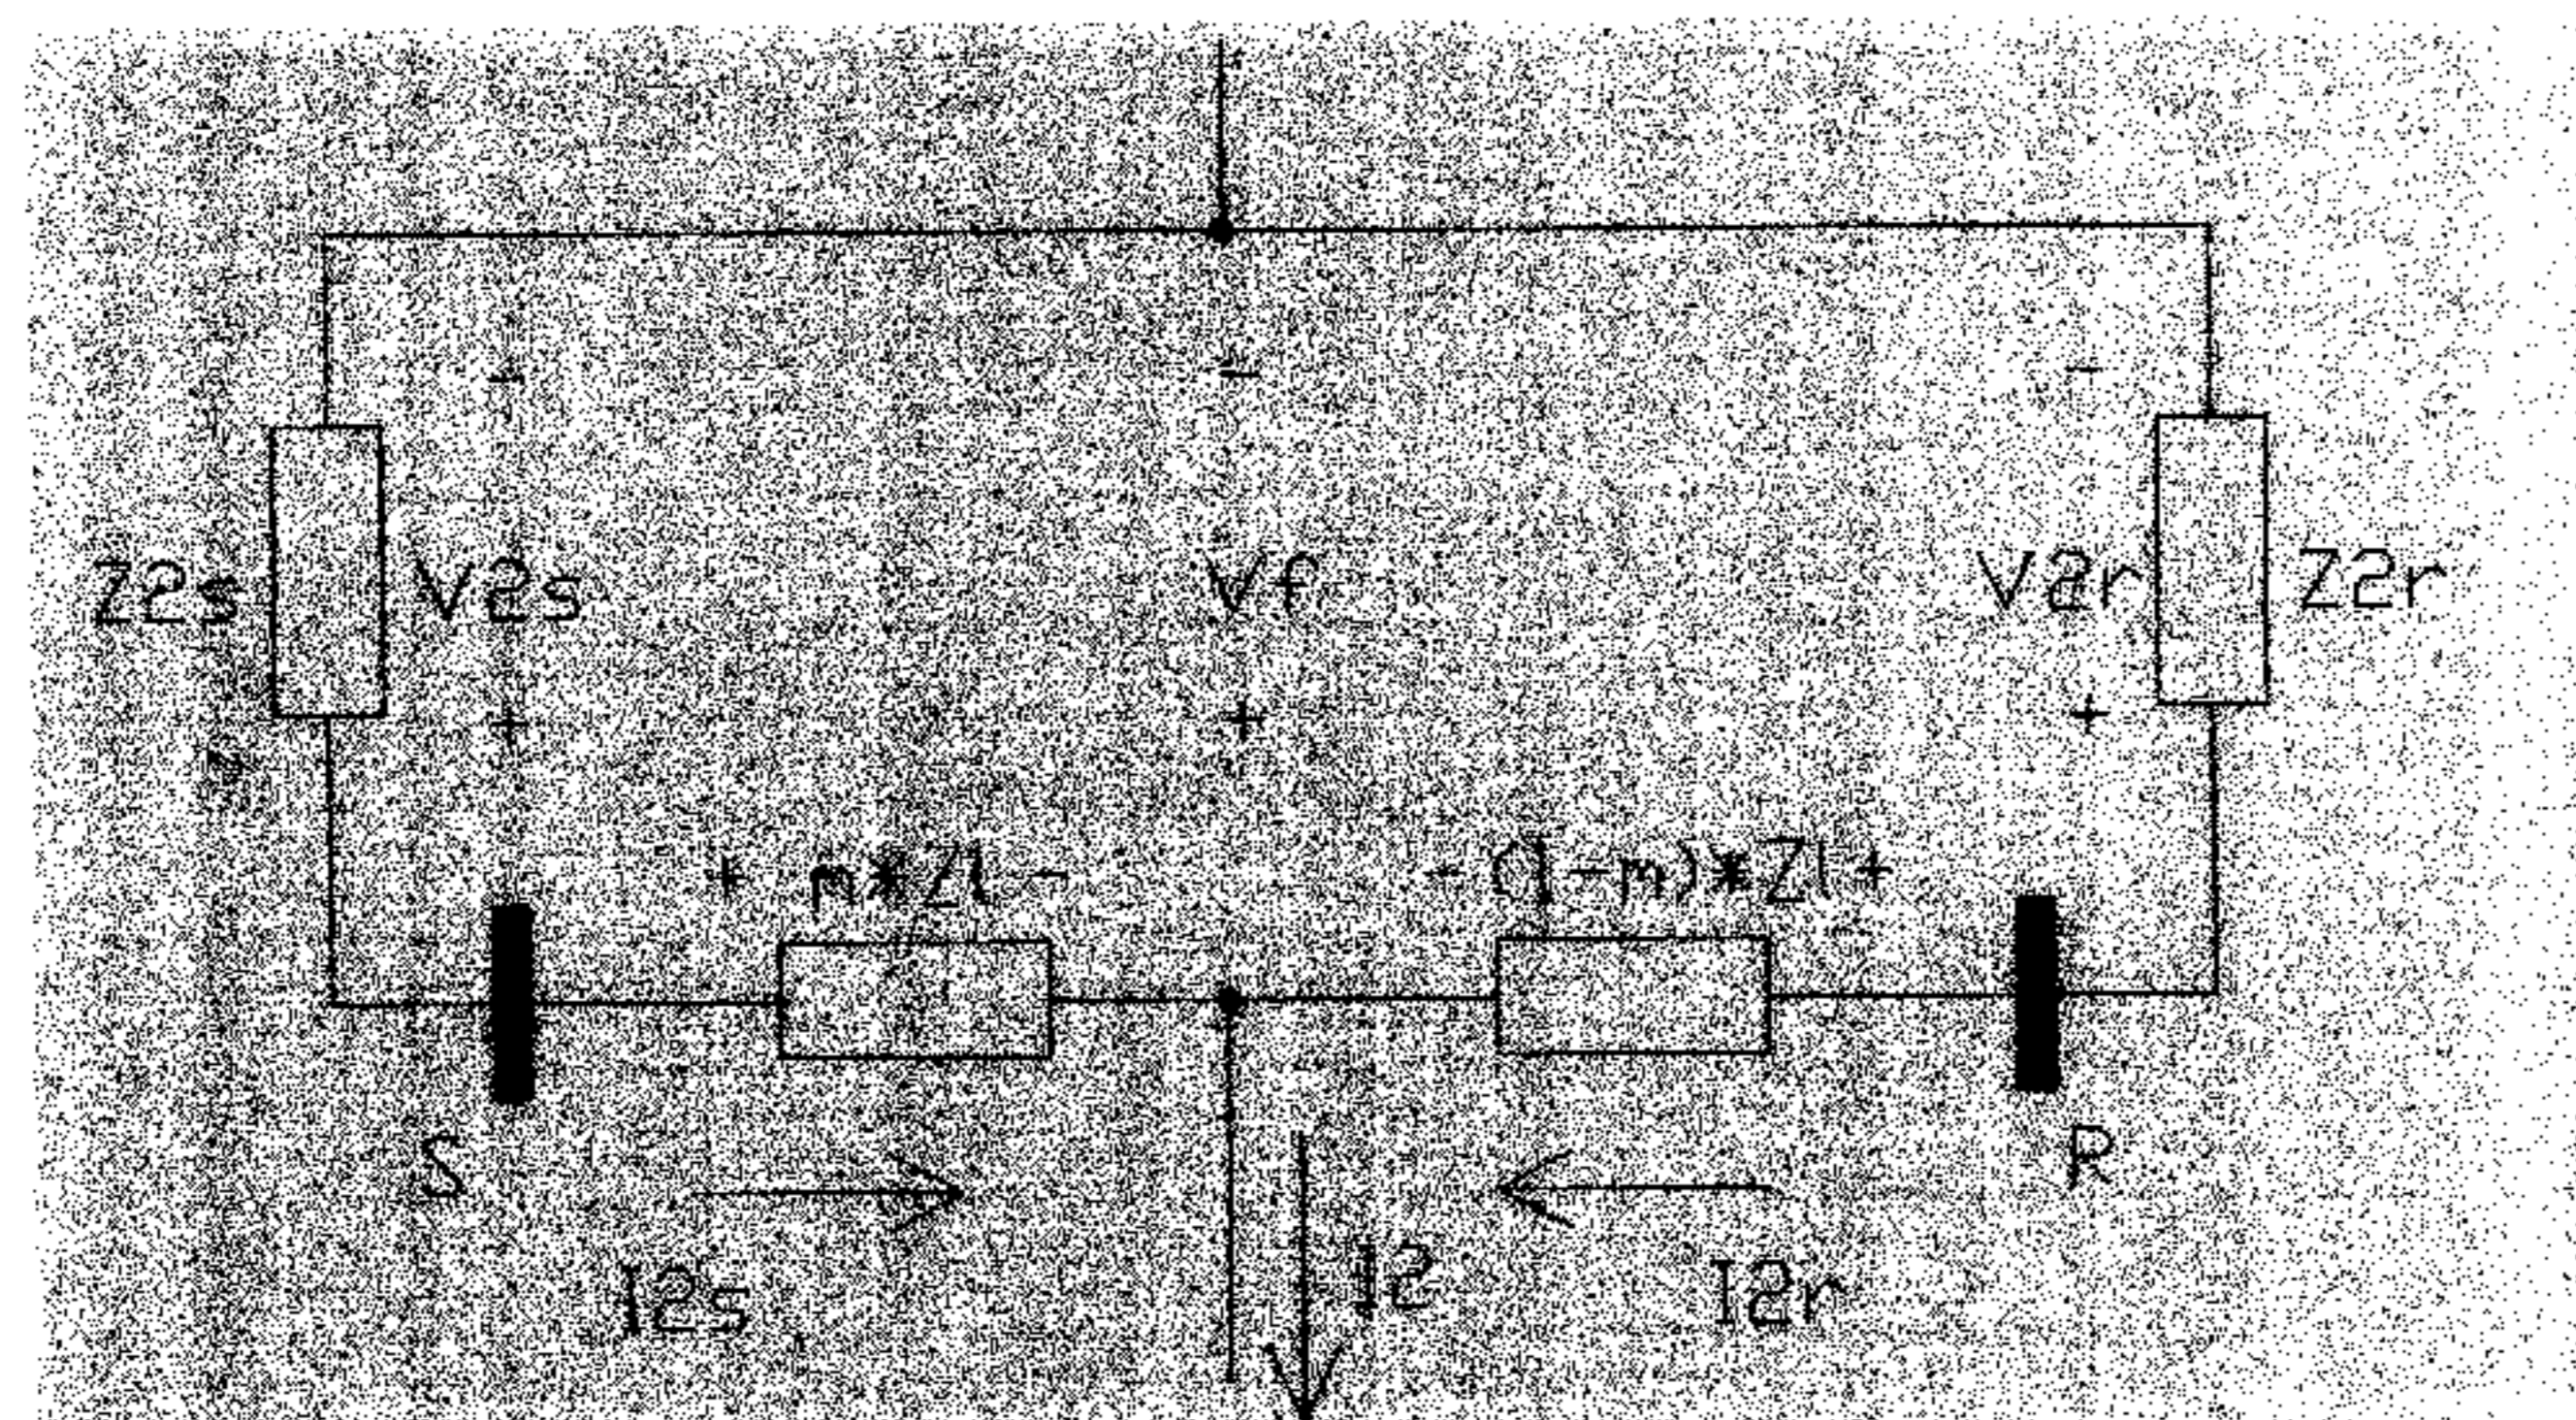 - - -
Z2s V2s Vf V2r Z2r
+ + +
+ m*Zl - - (1-m)*Zl +
S R
I2s I2 I2r